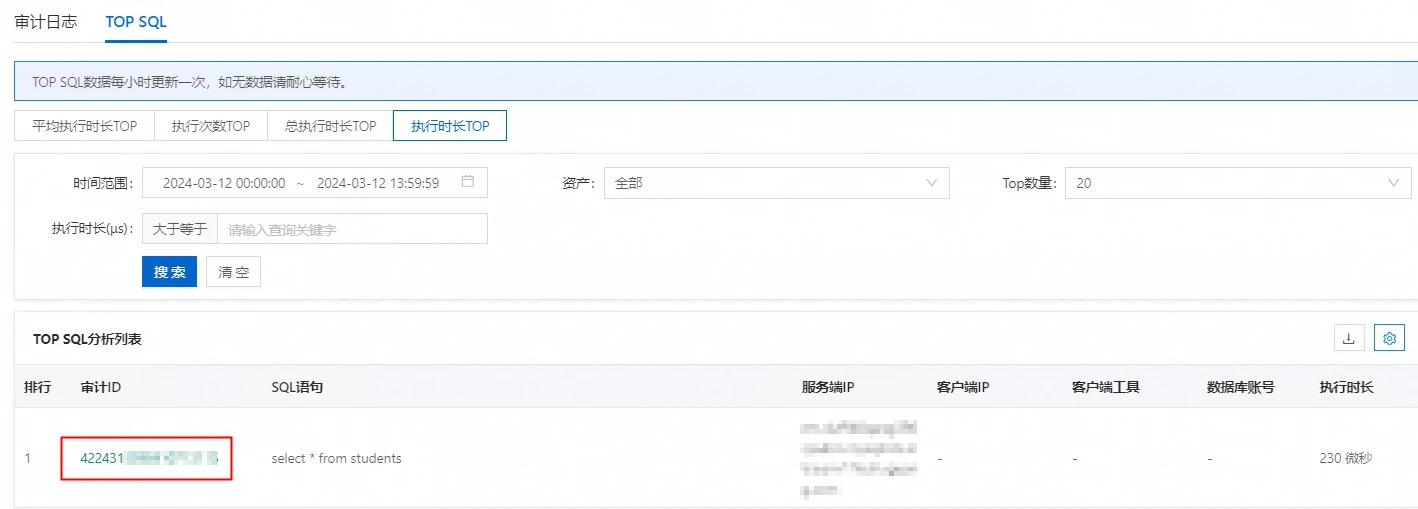 审计日志 TOP SQL
TOP SQL数据每小时更新一次，如无数据请耐心等待。
平均执行时长TOP 执行次数TOP 总执行时长TOP 执行时长TOP
时间范围： 2024-03-12 00:00:00 ~ 2024-03-12 13:59:59 资产： 全部 Top数量： 20
执行时长(μs)： 大于等于 请输入查询关键字
搜 索 清 空
TOP SQL分析列表
排行 审计ID SQL语句 服务端IP 客户端IP 客户端工具 数据库账号 执行时长
1 422431 select * from students - - - 230 微秒